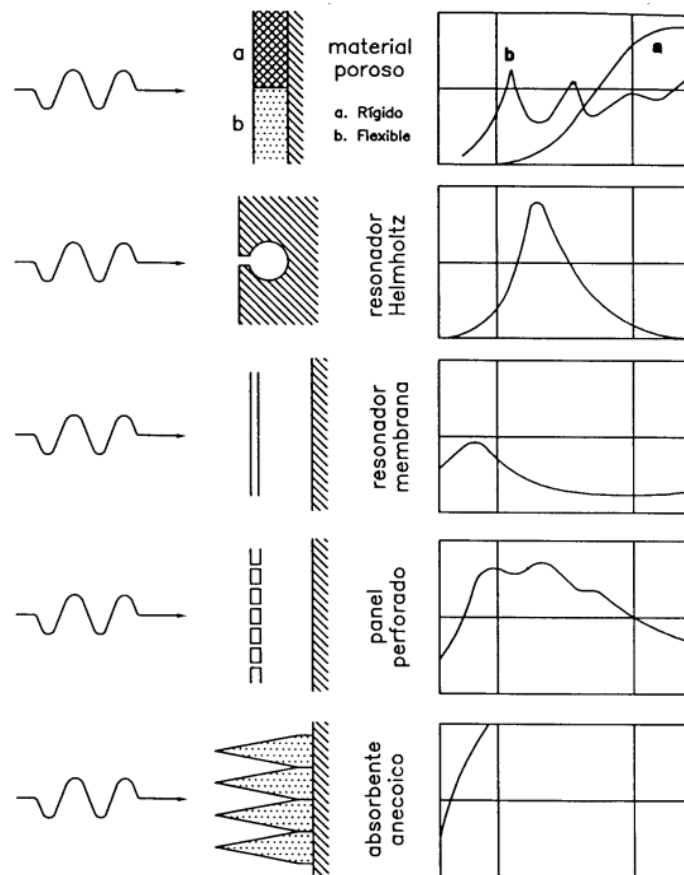 a
b
material
poroso
a. Rígido
b. Flexible
b
a
resonador
Helmholtz
resonador
membrana
panel
perforado
absorbente
anecoico